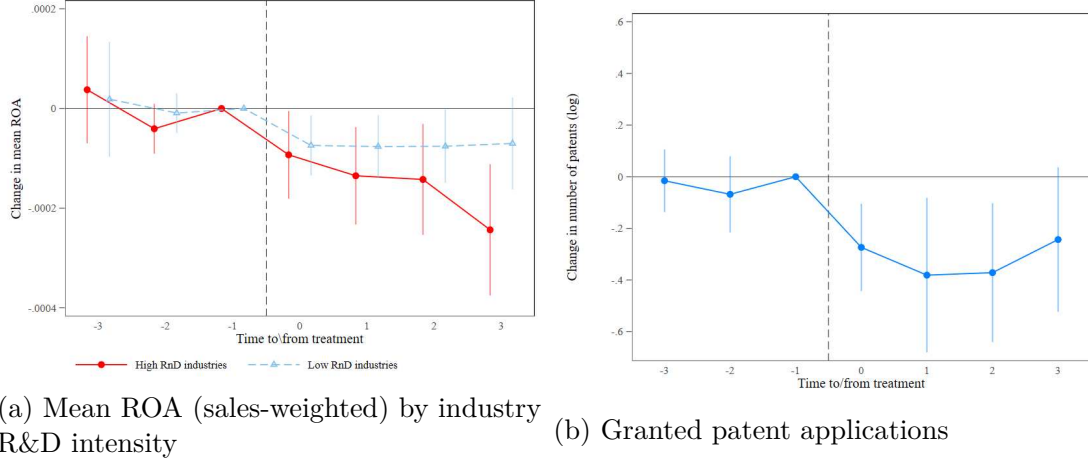 .0002
0
-.0002
-.0004
Change in mean ROA
-3 -2 -1 0 1 2 3
Time to\from treatment
High RnD industries Low RnD industries
(a) Mean ROA (sales-weighted) by industry
R&D intensity
.6
.4
.2
0
-.2
-.4
-.6
Change in number of patents (log)
-3 -2 -1 0 1 2 3
Time to/from treatment
(b) Granted patent applications